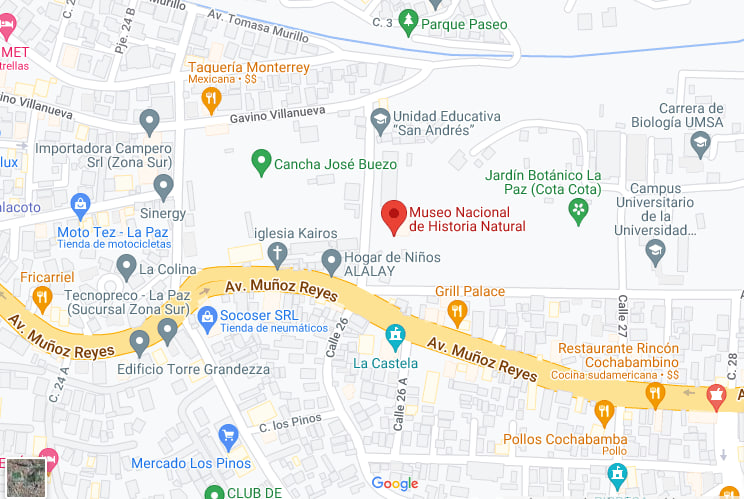 C. 3
Parque Paseo
Av. Tomasa Murillo
Pje. 24 B
C. 23 B
MET
trellas
Taquería Monterrey
Mexicana • $$
Gavino Villanueva
vino Villanueva
Unidad Educativa
“San Andrés”
Carrera de
Biología UMSA
Importadora Campero
Srl (Zona Sur)
lux
Cancha José Buezo
Jardín Botánico La
Paz (Cota Cota)
Campus
Universitario
de la
Universidad...
alacoto
Sinergy
Museo Nacional
de Historia Natural
Moto Tez - La Paz
Tienda de motocicletas
iglesia Kairos
La Colina
Hogar de Niños
ALALAY
Fricarriel
Tecnopreco - La Paz
(Sucursal Zona Sur)
Av. Muñoz Reyes
Grill Palace
Calle 27
Socoser SRL
Tienda de neumáticos
Calle 26
Av. Muñoz Reyes
La Castela
Av. Muñoz Reyes
Restaurante Rincón
Cochabambino
Cocina sudamericana • $$
C. 28
Edificio Torre Grandezza
C. 24 A
Calle 26 A
A
C. los Pinos
Pollos Cochabamba
Pollo
Mercado Los Pinos
Google
CLUB DE